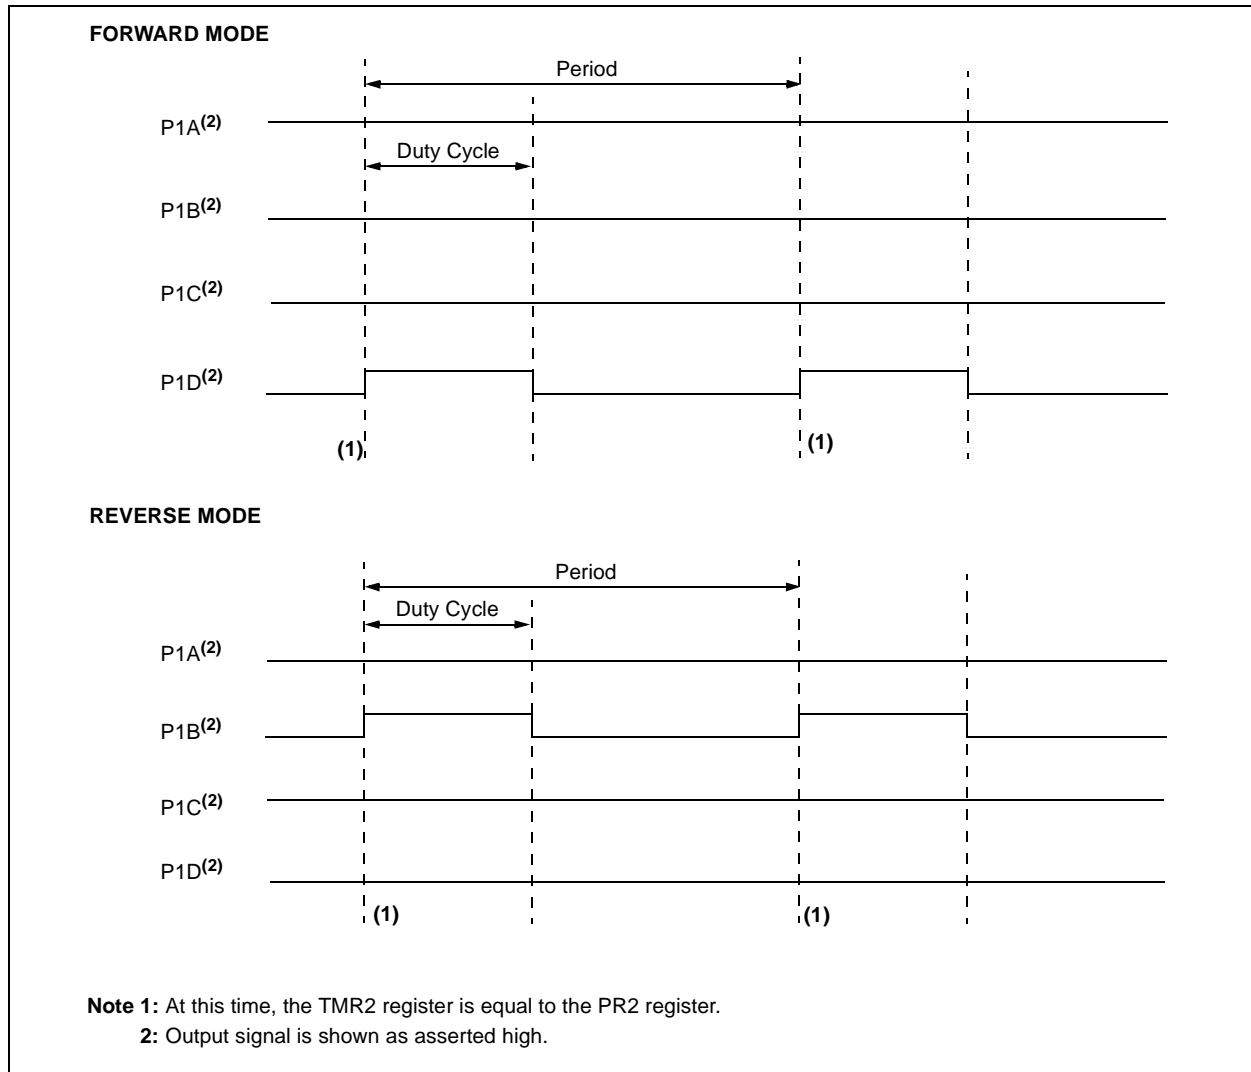 FORWARD MODE
Period
P1A(2)
Duty Cycle
P1B(2)
P1C(2)
P1D(2)
(1)
(1)
REVERSE MODE
Period
Duty Cycle
P1A(2)
P1B(2)
P1C(2)
P1D(2)
(1)
(1)
Note 1: At this time, the TMR2 register is equal to the PR2 register.
2: Output signal is shown as asserted high.